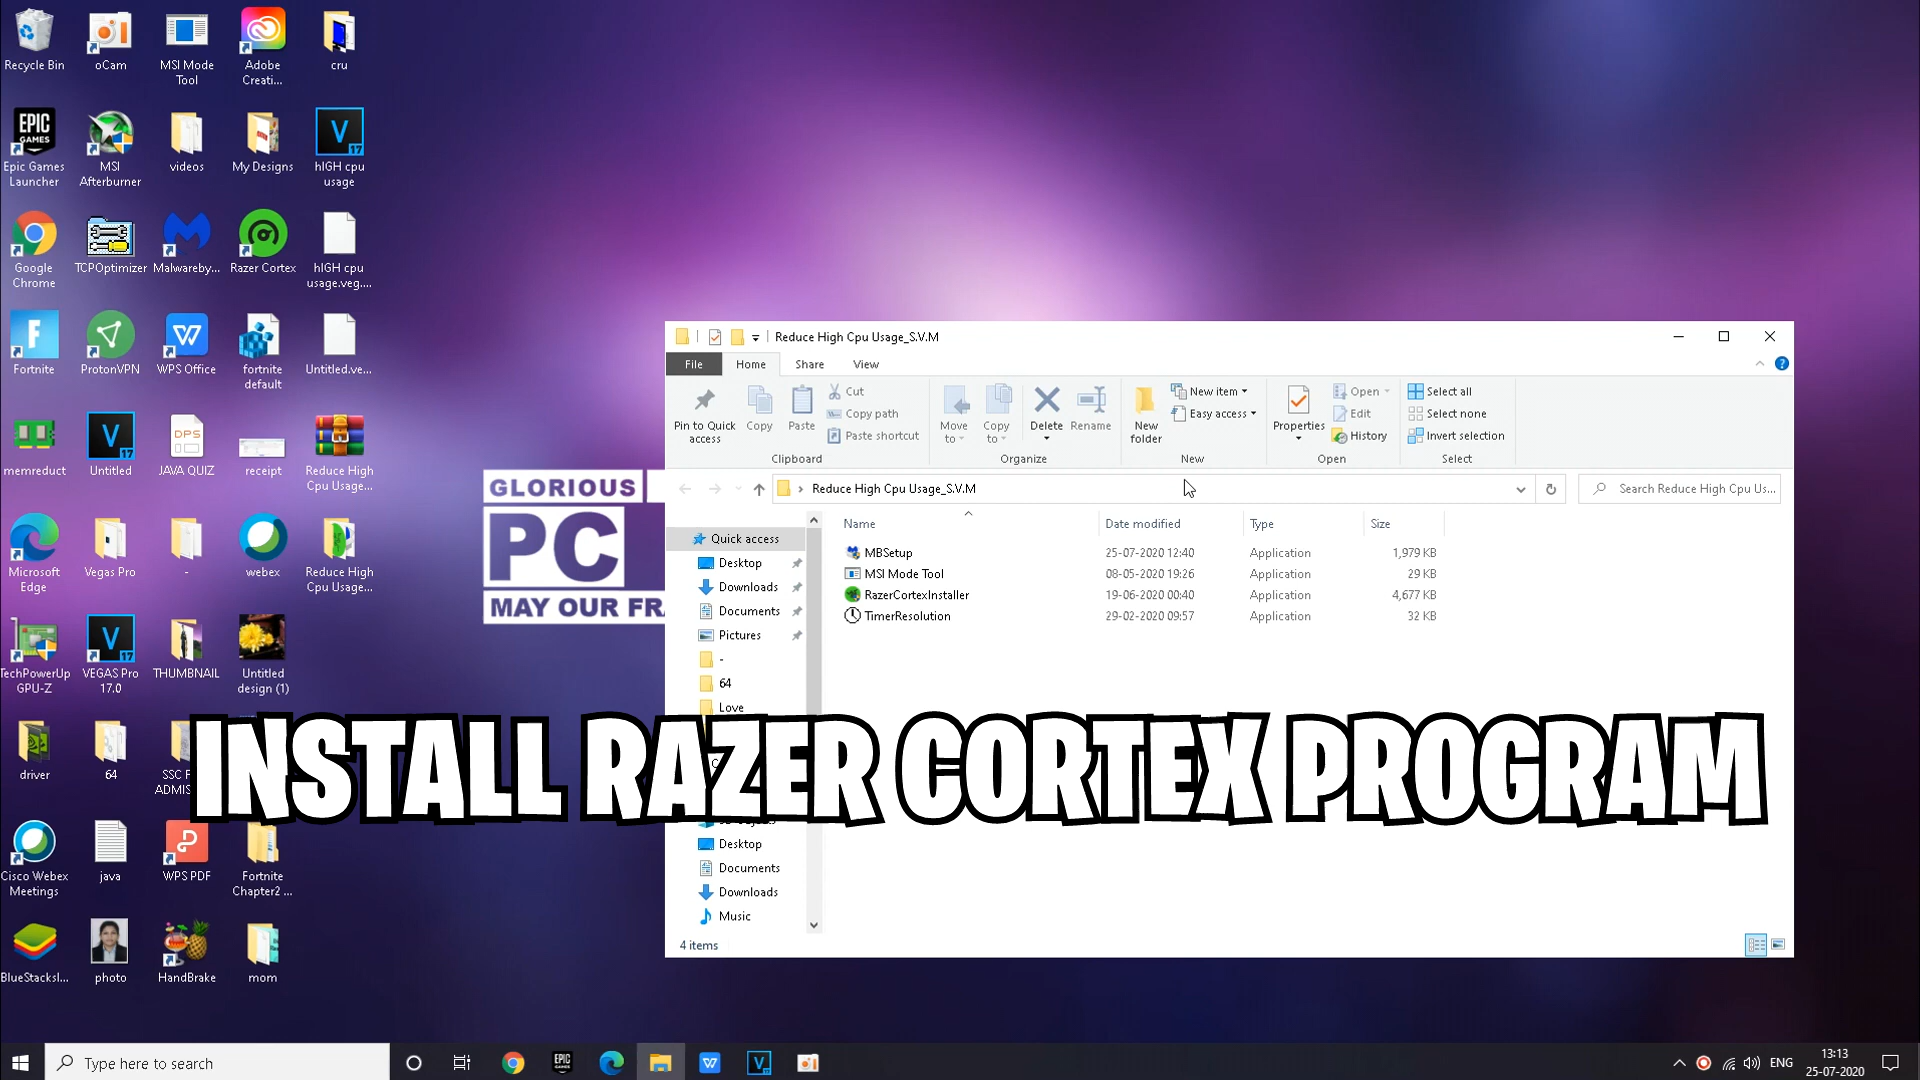 Recycle Bin
oCam
MSI Mode
Tool
Adobe
Creati...
cru
EPIC
GAMES
Epic Games
Launcher
MSI
Afterburner
videos
My Designs
V
17
hIGH cpu
usage
Google
Chrome
TCPOptimizer
Malwareby...
Razer Cortex
hIGH cpu
usage.veg....
F
Fortnite
ProtonVPN
W
WPS Office
fortnite
default
Untitled.ve...
memreduct
V
17
Untitled
DPS
JAVA QUIZ
receipt
Reduce High
Cpu Usage...
Microsoft
Edge
Vegas Pro
-
webex
Reduce High
Cpu Usage...
TechPowerUp
GPU-Z
V
17
VEGAS Pro
17.0
THUMBNAIL
Untitled
design (1)
driver
64
SSC
ADMIS
Cisco Webex
Meetings
java
WPS PDF
Fortnite
Chapter2 ...
BlueStacksI...
photo
HandBrake
mom
GLORIOUS
PC
MAY OUR FRA
Reduce High Cpu Usage_S.V.M
File
Home
Share
View
Pin to Quick
access
Copy
Paste
Cut
Copy path
Paste shortcut
Clipboard
Move
to
Copy
to
Delete
Rename
Organize
New
folder
New item
Easy access
New
Properties
Open
Edit
History
Open
Select all
Select none
Invert selection
Select
Reduce High Cpu Usage_S.V.M
Search Reduce High Cpu Us...
Name
Date modified
Type
Size
MBSetup 25-07-2020 12:40 Application 1,979 KB
MSI Mode Tool 08-05-2020 19:26 Application 29 KB
RazerCortexInstaller 19-06-2020 00:40 Application 4,677 KB
TimerResolution 29-02-2020 09:57 Application 32 KB
Quick access
Desktop
Downloads
Documents
Pictures
-
64
Love
INSTALL RAZER CORTEX PROGRAM
Desktop
Documents
Downloads
Music
4 items
Type here to search
EPIC
GAMES
W
V
ENG
13:13
25-07-2020